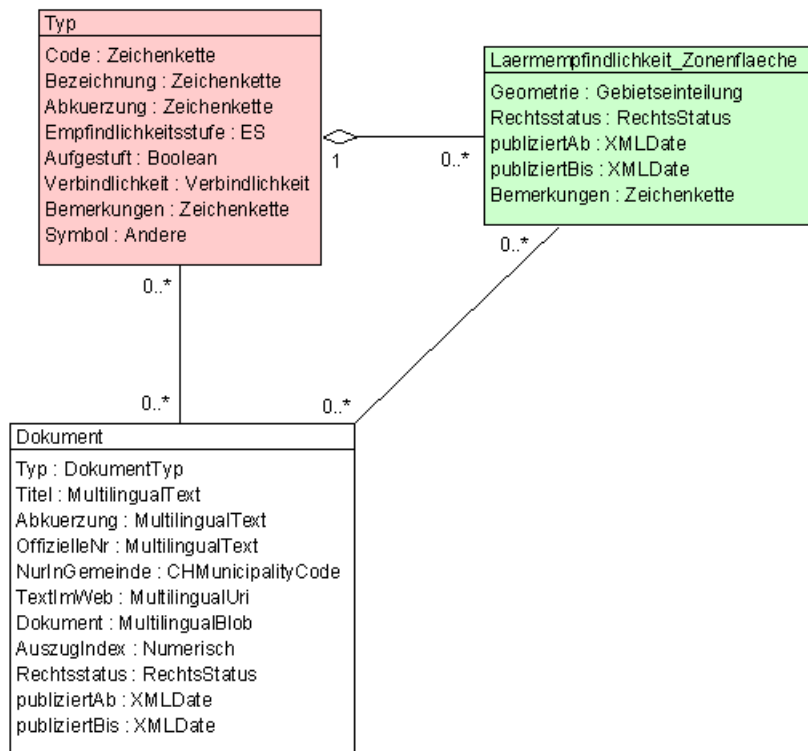 Typ
Code : Zeichenkette
Bezeichnung : Zeichenkette
Abkuerzung : Zeichenkette
Empfindlichkeitsstufe : ES
Aufgestuft : Boolean
Verbindlichkeit : Verbindlichkeit
Bemerkungen : Zeichenkette
Symbol : Andere
1
0..*
Laermempfindlichkeit_Zonenflaeche
Geometrie : Gebietseinteilung
Rechtsstatus : RechtsStatus
publiziertAb : XMLDate
publiziertBis : XMLDate
Bemerkungen : Zeichenkette
0..*
0..*
0..*
0..*
Dokument
Typ : DokumentTyp
Titel : MultilingualText
Abkuerzung : MultilingualText
OffizielleNr : MultilingualText
NurInGemeinde : CHMunicipalityCode
TextImWeb : MultilingualUri
Dokument : MultilingualBlob
AuszugIndex : Numerisch
Rechtsstatus : RechtsStatus
publiziertAb : XMLDate
publiziertBis : XMLDate